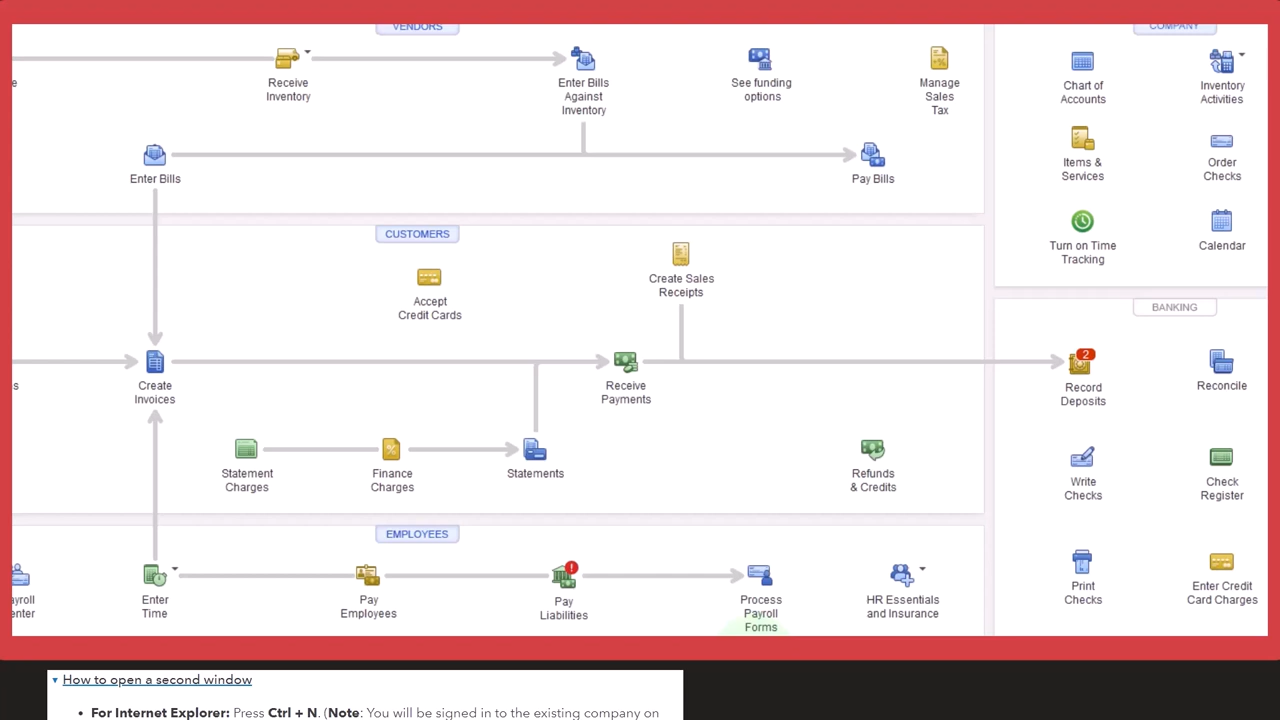 VENDORS
COMPANY
e
Receive
Inventory
Enter Bills
Against
Inventory
See funding
options
Manage
Sales
Tax
Chart of
Accounts
Inventory
Activities
Enter Bills
Pay Bills
Items &
Services
Order
Checks
Turn on Time
Tracking
Calendar
CUSTOMERS
Accept
Credit Cards
Create Sales
Receipts
BANKING
s
Create
Invoices
Receive
Payments
2
Record
Deposits
Reconcile
Statement
Charges
Finance
Charges
Statements
Refunds
& Credits
Write
Checks
Check
Register
EMPLOYEES
ayroll
enter
Enter
Time
Pay
Employees
Pay
Liabilities
Process
Payroll
Forms
HR Essentials
and Insurance
Print
Checks
Enter Credit
Card Charges
How to open a second window
• For Internet Explorer: Press Ctrl + N. (Note: You will be signed in to the existing company on